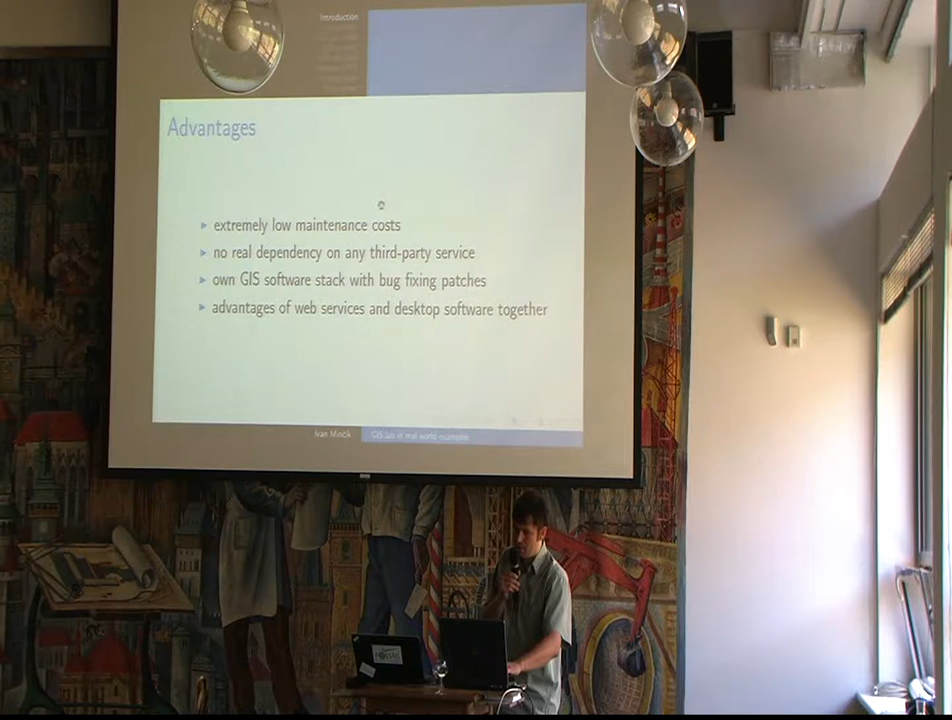 Introduction
Advantages
extremely low maintenance costs
no real dependency on any third-party service
own GIS software stack with bug fixing patches
advantages of web services and desktop software together
Ivan Minčík
GIS.lab in real world examples